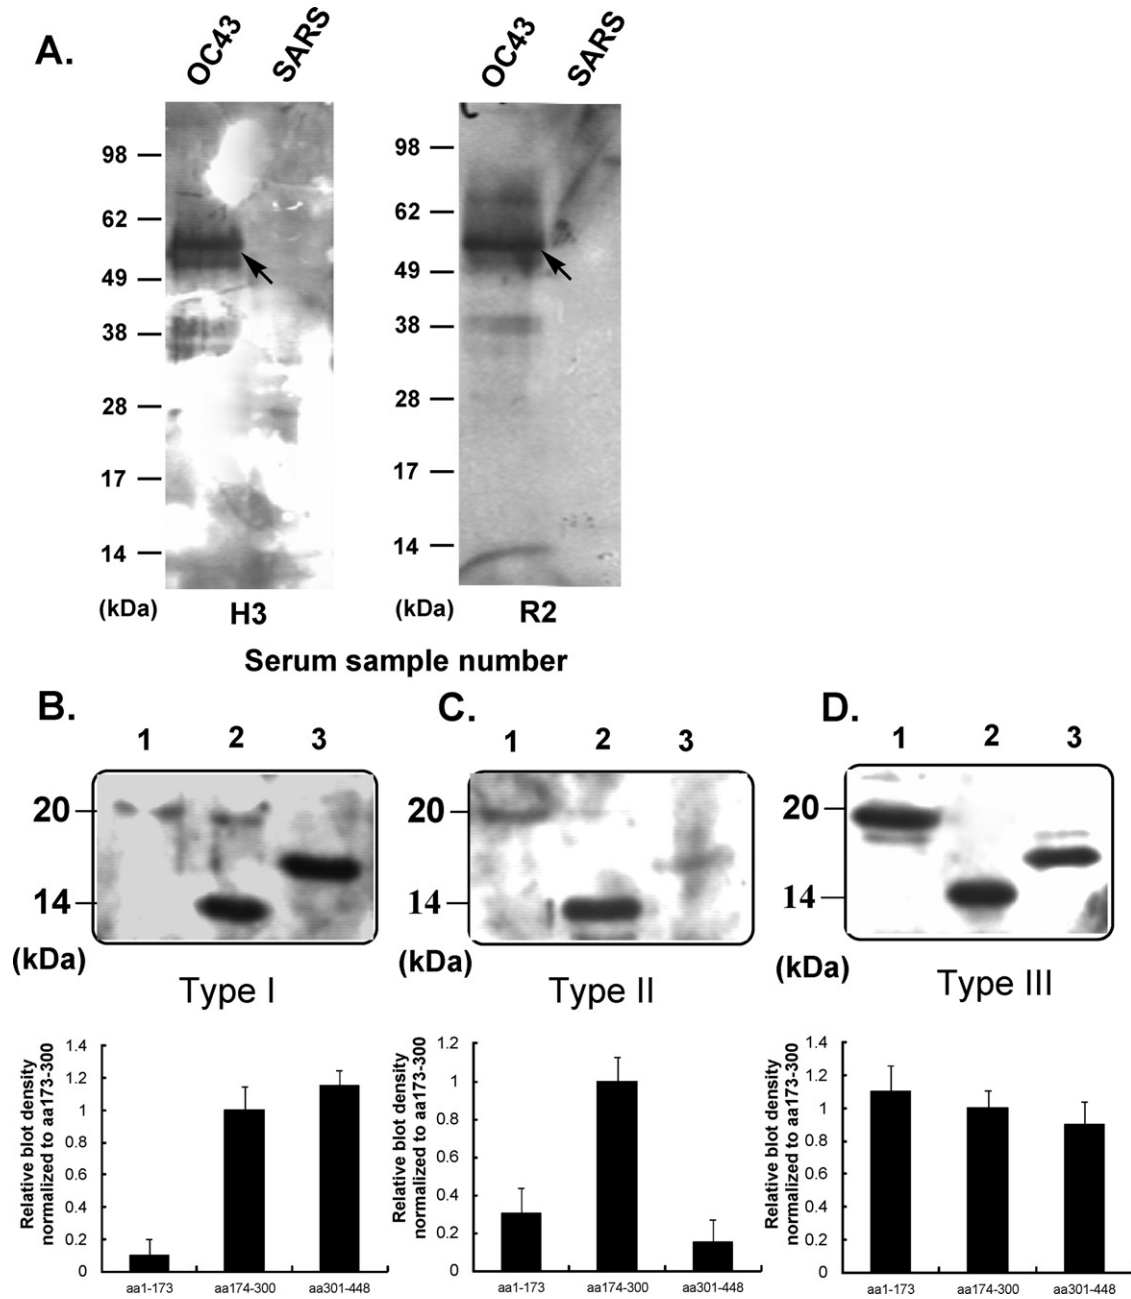 A.
OC43 SARS OC43 SARS
98 98
62 62
49 49
38 38
28 28
17 17
14 14
(kDa) H3 (kDa) R2
Serum sample number
B. C. D.
1 2 3 1 2 3 1 2 3
20 20 20
14 14 14
(kDa) (kDa) (kDa)
Type I Type II Type III
Relative blot density
normalized to aa173-300
1.4
1.2
1
0.8
0.6
0.4
0.2
0
aa1-173 aa174-300 aa301-448
Relative blot density
normalized to aa173-300
1.2
1
0.8
0.6
0.4
0.2
0
aa1-173 aa174-300 aa301-448
Relative blot density
normalized to aa173-300
1.4
1.2
1
0.8
0.6
0.4
0.2
0
aa1-173 aa174-300 aa301-448